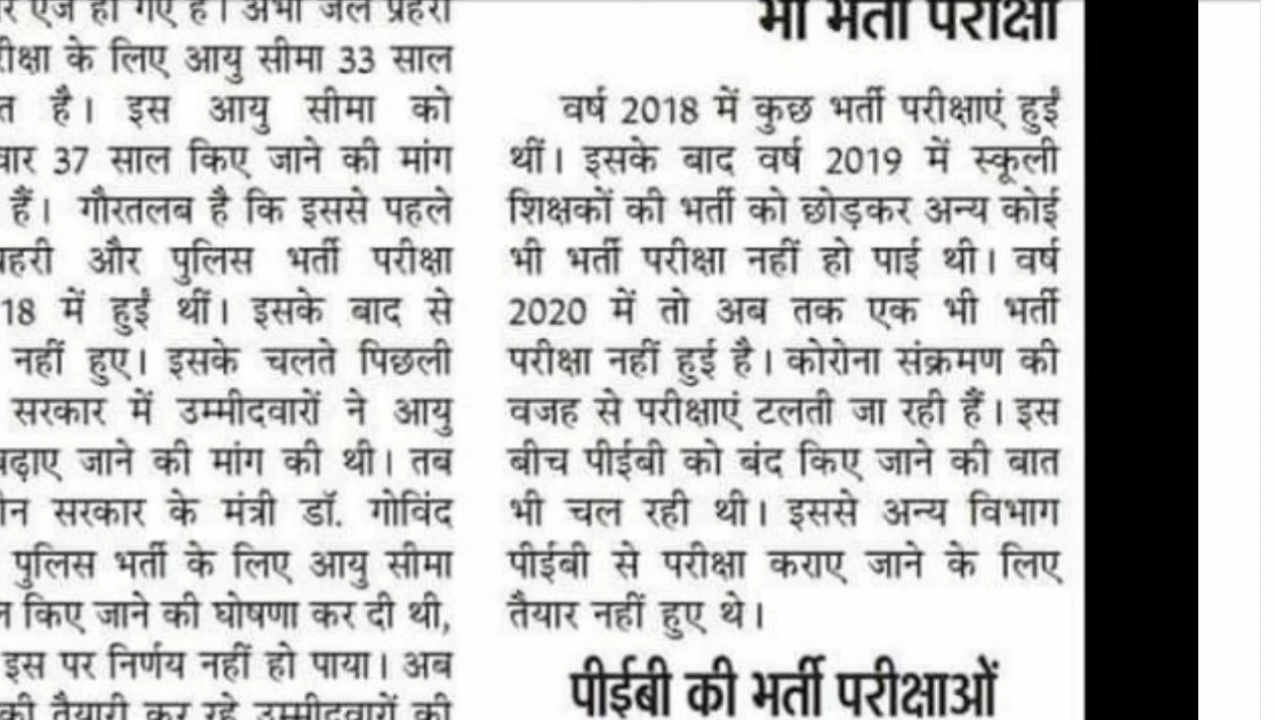 एज हो गए हैं। अभी जेल प्रहरी
के लिए आयु सीमा 33 साल
है। इस आयु सीमा को
37 साल किए जाने की मांग
हैं। गौरतलब है कि इससे पहले
और पुलिस भर्ती परीक्षा
18 में हुईं थीं। इसके बाद से
नहीं हुए। इसके चलते पिछली
सरकार में उम्मीदवारों ने आयु
जाने की मांग की थी। तब
सरकार के मंत्री डॉ. गोविंद
पुलिस भर्ती के लिए आयु सीमा
किए जाने की घोषणा कर दी थी,
इस पर निर्णय नहीं हो पाया। अब
की तैयारी कर रहे उम्मीदवारों की
भी भर्ती परीक्षा
वर्ष 2018 में कुछ भर्ती परीक्षाएं हुईं
थीं। इसके बाद वर्ष 2019 में स्कूली
शिक्षकों की भर्ती को छोड़कर अन्य कोई
भी भर्ती परीक्षा नहीं हो पाई थी। वर्ष
2020 में तो अब तक एक भी भर्ती
परीक्षा नहीं हुई है। कोरोना संक्रमण की
वजह से परीक्षाएं टलती जा रही हैं। इस
बीच पीईबी को बंद किए जाने की बात
भी चल रही थी। इससे अन्य विभाग
पीईबी से परीक्षा कराए जाने के लिए
तैयार नहीं हुए थे।
पीईबी की भर्ती परीक्षाओं